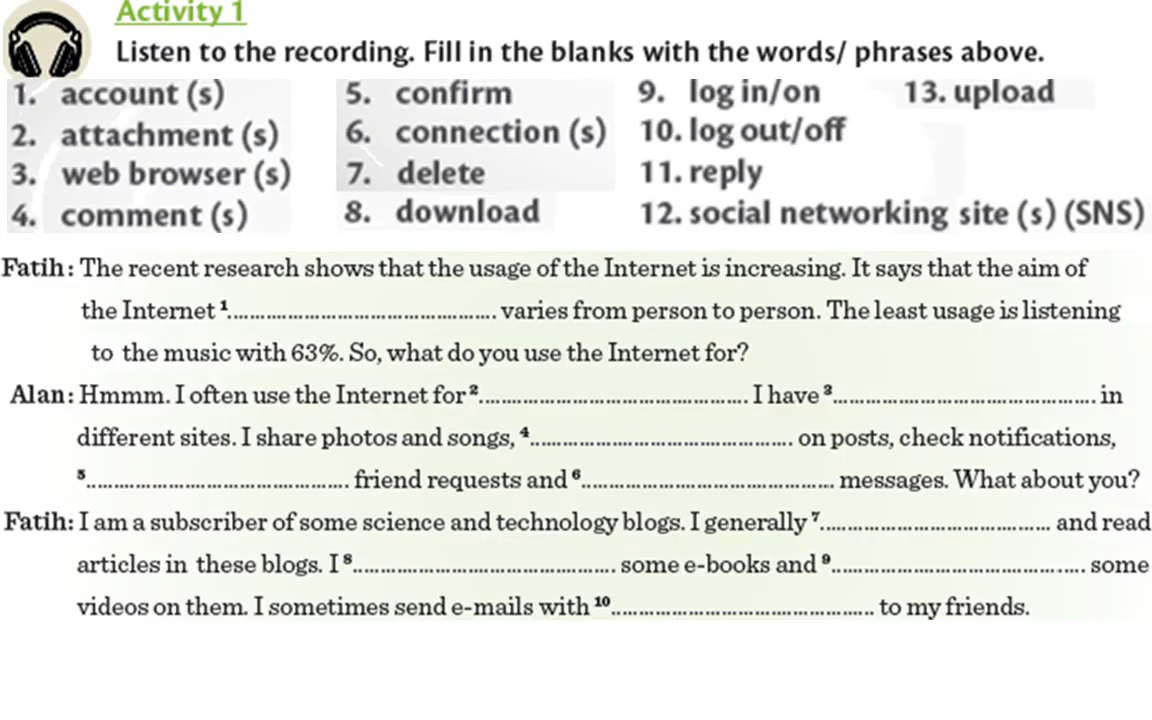 Activity 1
Listen to the recording. Fill in the blanks with the words/ phrases above.
1. account (s) 5. confirm 9. log in/on 13. upload
2. attachment (s) 6. connection (s) 10. log out/off
3. web browser (s) 7. delete 11. reply
4. comment (s) 8. download 12. social networking site (s) (SNS)
Fatih: The recent research shows that the usage of the Internet is increasing. It says that the aim of
the Internet ¹................................................ varies from person to person. The least usage is listening
to the music with 63%. So, what do you use the Internet for?
Alan: Hmmm. I often use the Internet for ²................................................ I have ³................................................ in
different sites. I share photos and songs, ⁴................................................ on posts, check notifications,
⁵................................................ friend requests and ⁶................................................ messages. What about you?
Fatih: I am a subscriber of some science and technology blogs. I generally ⁷.......................................... and read
articles in these blogs. I ⁸................................................ some e-books and ⁹................................................ some
videos on them. I sometimes send e-mails with ¹⁰................................................ to my friends.